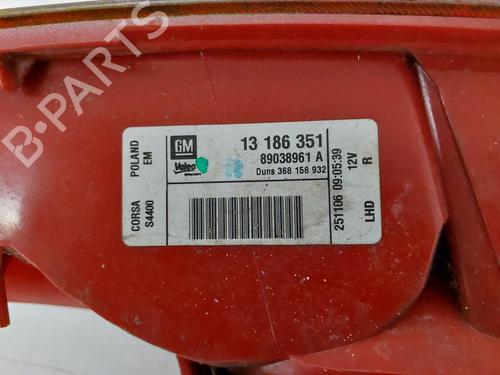 POLAND
EM
CORSA
S4400
GM
Valeo
13 186 351
89038961 A
Duns 368 158 932
251106 09:05:39
LHD
12V
R
B-PARTS